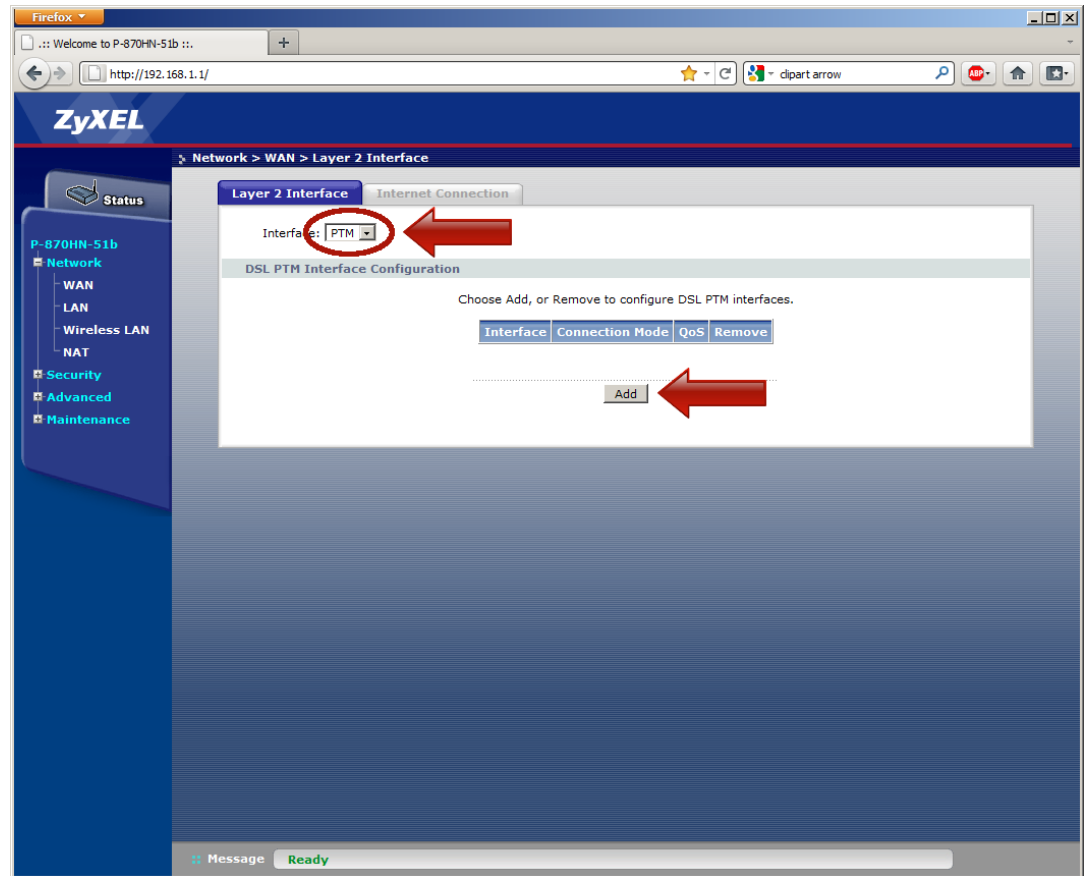 Firefox
.:: Welcome to P-870HN-51b ::.
http://192.168.1.1/
clipart arrow
ABP
ZyXEL
Network > WAN > Layer 2 Interface
Status
Layer 2 Interface
Internet Connection
Interface: PTM
P-870HN-51b
Network
WAN
LAN
Wireless LAN
NAT
Security
Advanced
Maintenance
DSL PTM Interface Configuration
Choose Add, or Remove to configure DSL PTM interfaces.
Interface Connection Mode QoS Remove
Add
:: Message Ready